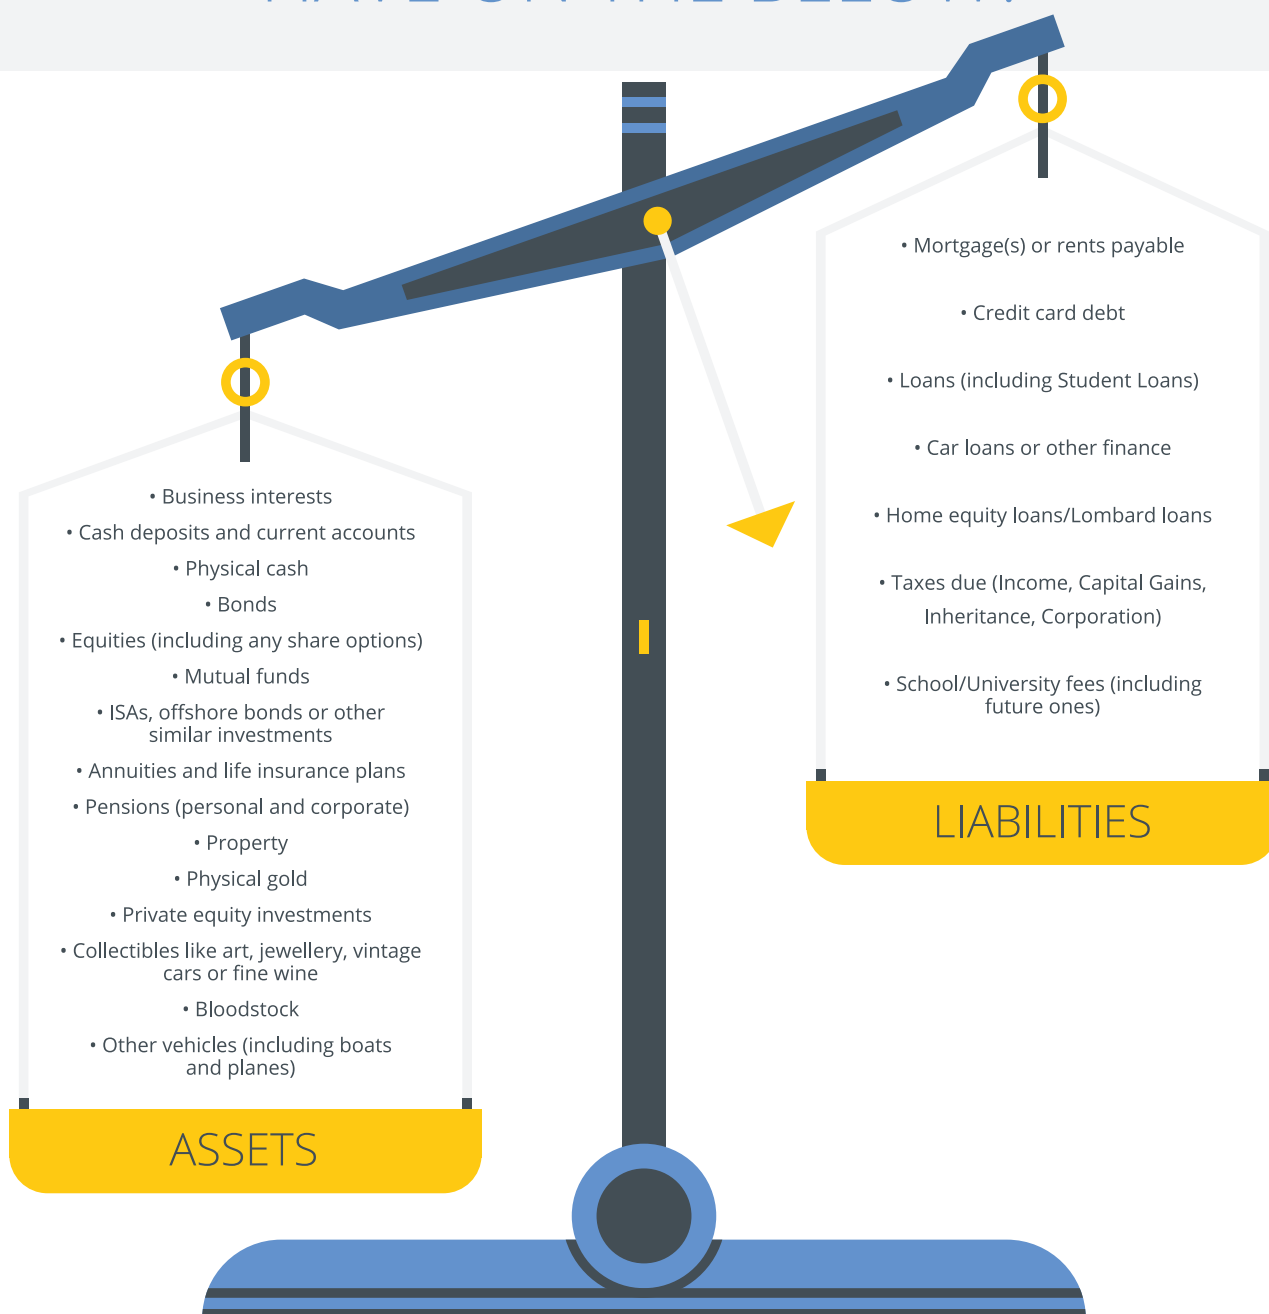 HAVE ON THE BELOW?
• Mortgage(s) or rents payable
• Credit card debt
• Loans (including Student Loans)
• Car loans or other finance
• Home equity loans/Lombard loans
• Taxes due (Income, Capital Gains,
Inheritance, Corporation)
• School/University fees (including
future ones)
LIABILITIES
• Business interests
• Cash deposits and current accounts
• Physical cash
• Bonds
• Equities (including any share options)
• Mutual funds
• ISAs, offshore bonds or other
similar investments
• Annuities and life insurance plans
• Pensions (personal and corporate)
• Property
• Physical gold
• Private equity investments
• Collectibles like art, jewellery, vintage
cars or fine wine
• Bloodstock
• Other vehicles (including boats
and planes)
ASSETS